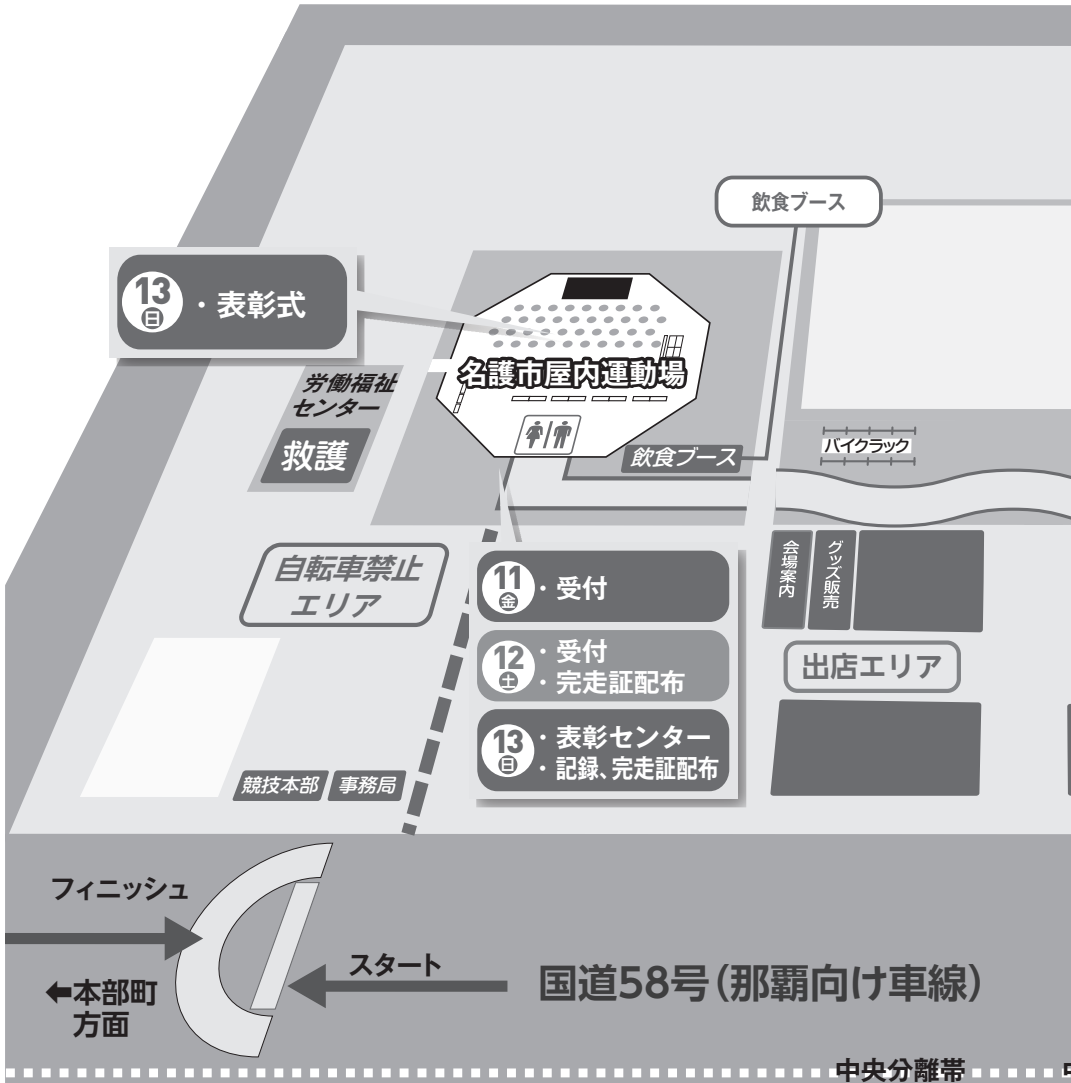 飲食ブース
13
日
・表彰式
名護市屋内運動場
労働福祉
センター
救護
飲食ブース
バイクラック
自転車禁止
エリア
11
金
・受付
12
土
・受付
・完走証配布
13
日
・表彰センター
・記録、完走証配布
会場案内
グッズ販売
出店エリア
競技本部
事務局
フィニッシュ
スタート
国道58号(那覇向け車線)
←本部町
方面
中央分離帯